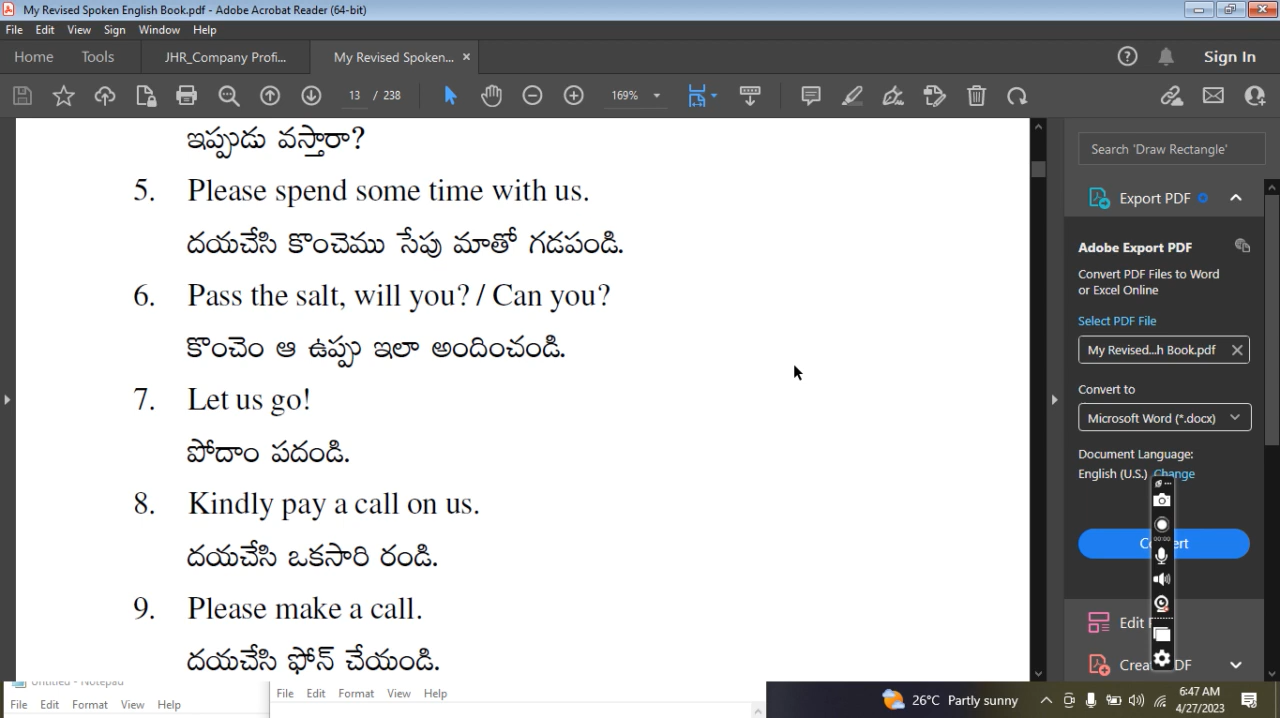 My Revised Spoken English Book.pdf - Adobe Acrobat Reader (64-bit)
File Edit View Sign Window Help
Home Tools JHR_Company Profi... My Revised Spoken... × Sign In
13 / 238 169%
ఇప్పుడు వస్తారా?
5. Please spend some time with us.
దయచేసి కొంచెము సేపు మాతో గడపండి.
6. Pass the salt, will you? / Can you?
కొంచెం ఆ ఉప్పు ఇలా అందించండి.
7. Let us go!
పోదాం పదండి.
8. Kindly pay a call on us.
దయచేసి ఒకసారి రండి.
9. Please make a call.
దయచేసి ఫోన్ చేయండి.
Search 'Draw Rectangle'
Export PDF
Adobe Export PDF
Convert PDF Files to Word
or Excel Online
Select PDF File
My Revised...h Book.pdf
Convert to
Microsoft Word (*.docx)
Document Language:
English (U.S.) Change
00:00
Edit
PDF
Untitled - Notepad
File Edit Format View Help
File Edit Format View Help
26°C Partly sunny
6:47 AM
4/27/2023